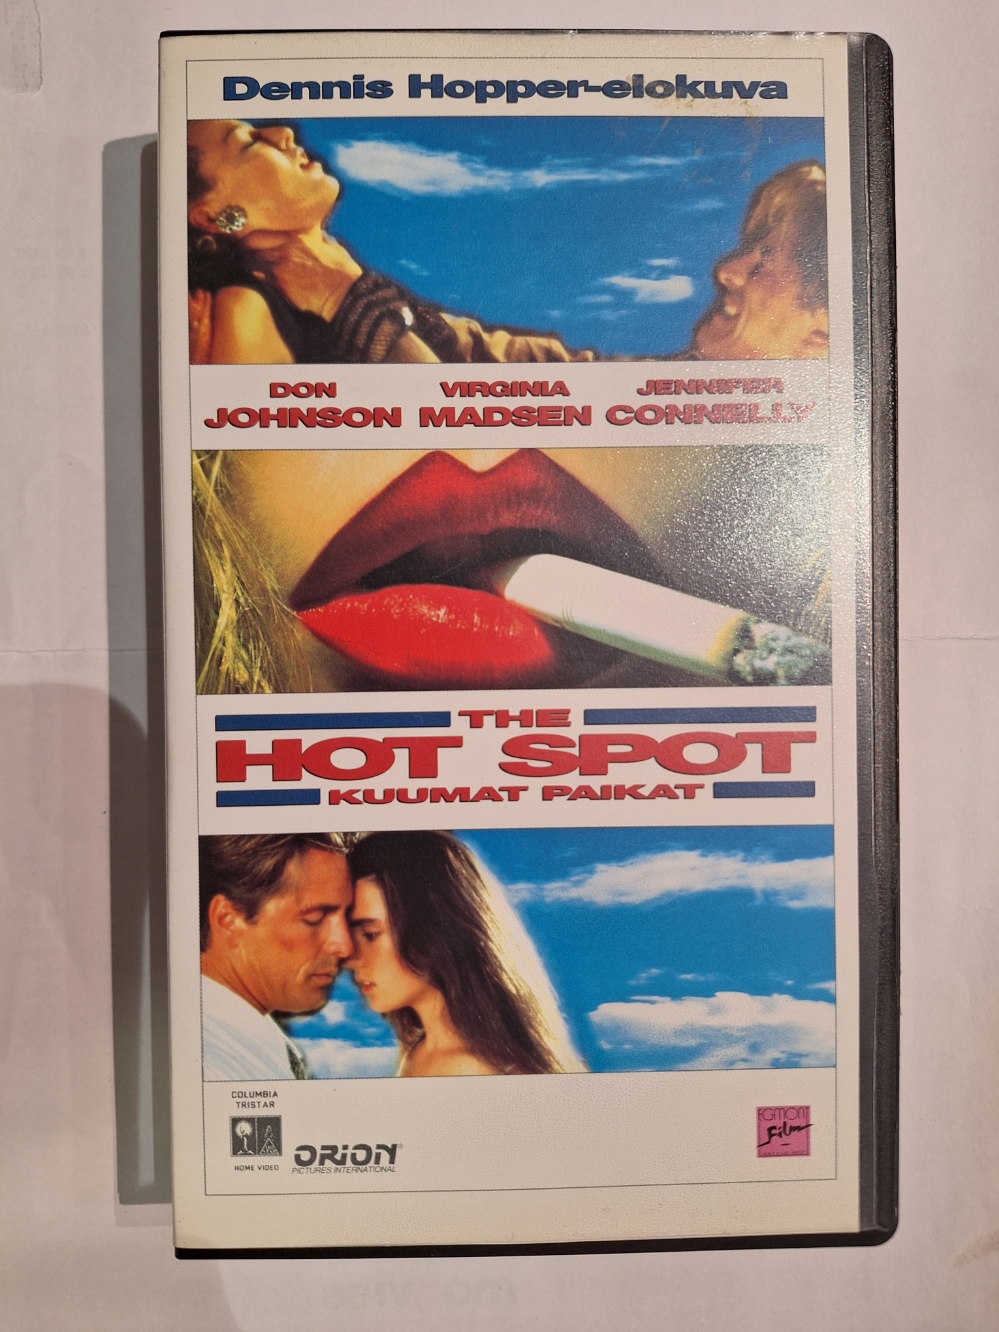 Dennis Hopper-elokuva
DON VIRGINIA JENNIFER
JOHNSON MADSEN CONNELLY
THE
HOT SPOT
KUUMAT PAIKAT
COLUMBIA
TRISTAR
HOME VIDEO
ORION®
PICTURES INTERNATIONAL
EGMONT
Film